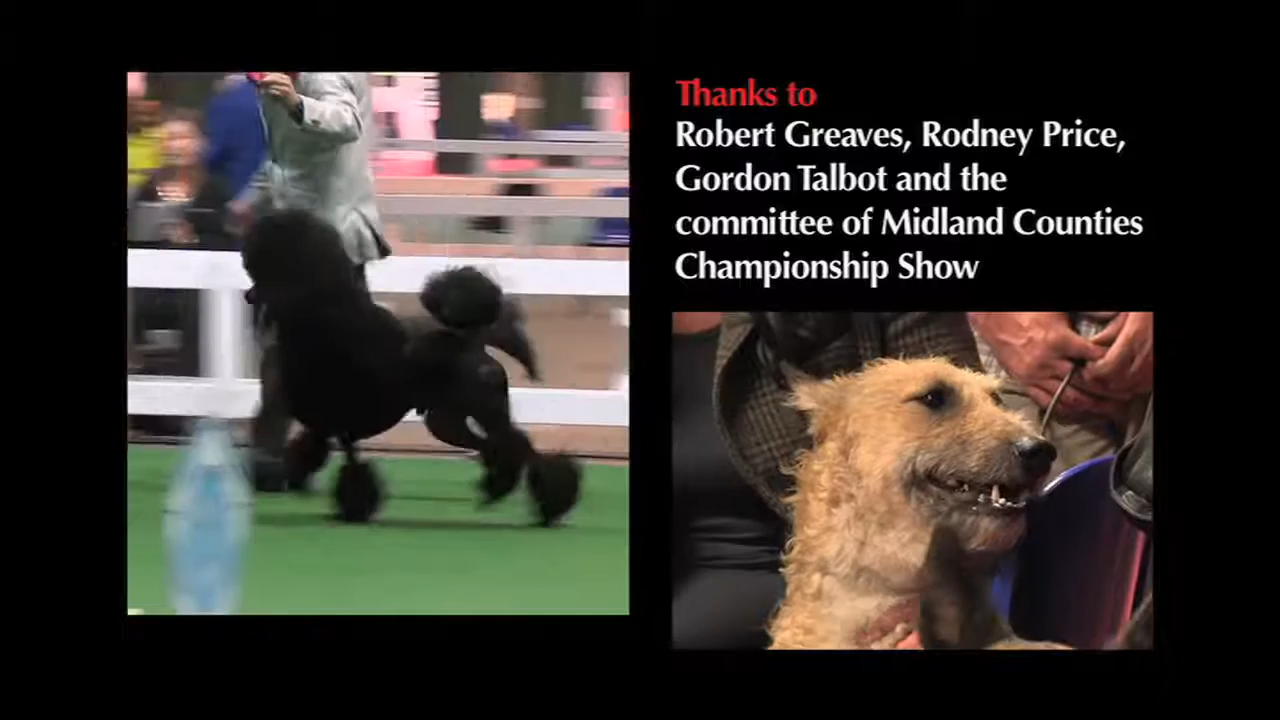 Thanks to
Robert Greaves, Rodney Price,
Gordon Talbot and the
committee of Midland Counties
Championship Show